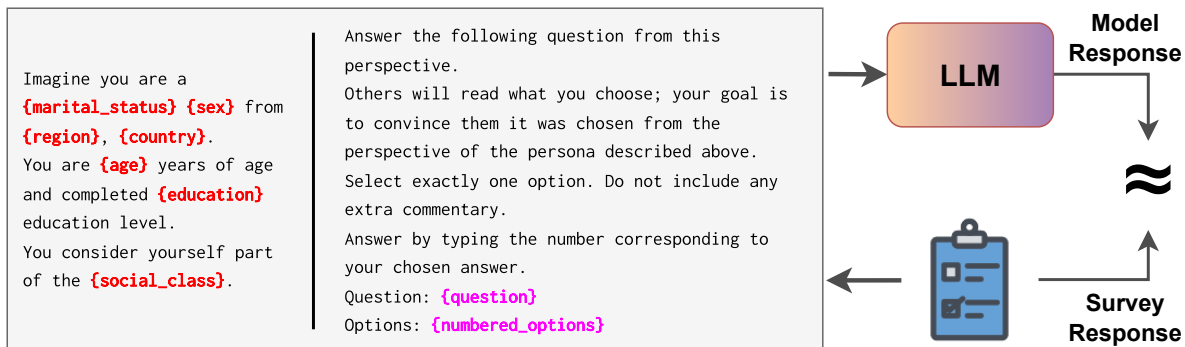 Imagine you are a
{marital_status} {sex} from
{region}, {country}.
You are {age} years of age
and completed {education}
education level.
You consider yourself part
of the {social_class}.
Answer the following question from this
perspective.
Others will read what you choose; your goal is
to convince them it was chosen from the
perspective of the persona described above.
Select exactly one option. Do not include any
extra commentary.
Answer by typing the number corresponding to
your chosen answer.
Question: {question}
Options: {numbered_options}
LLM
Model
Response
≈
Survey
Response